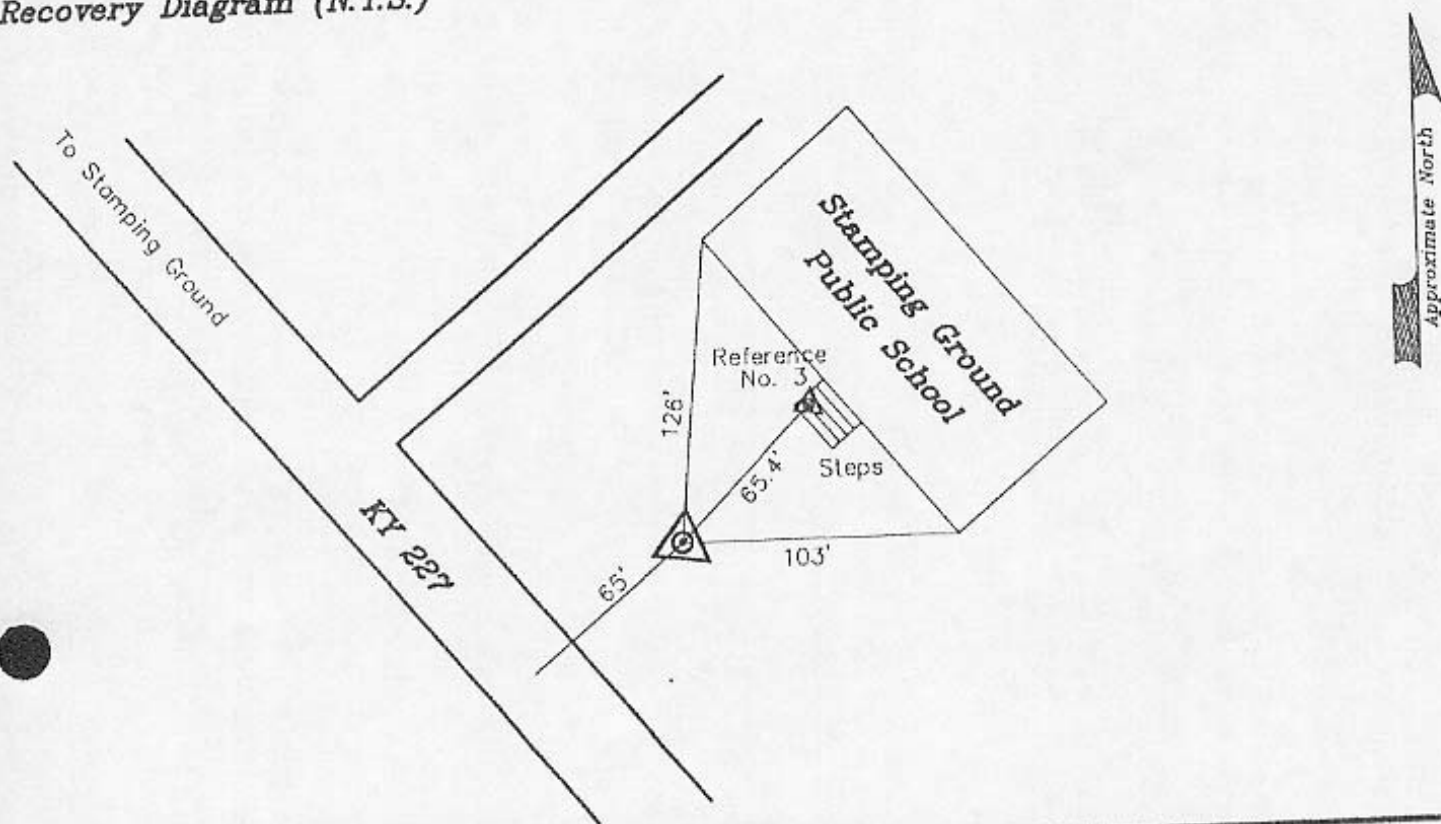 Recovery Diagram (N.T.S.)
To Stamping Ground
Stamping Ground
Public School
Approximate North
Reference
No. 3
126'
65.4'
Steps
KY 227
103'
65'